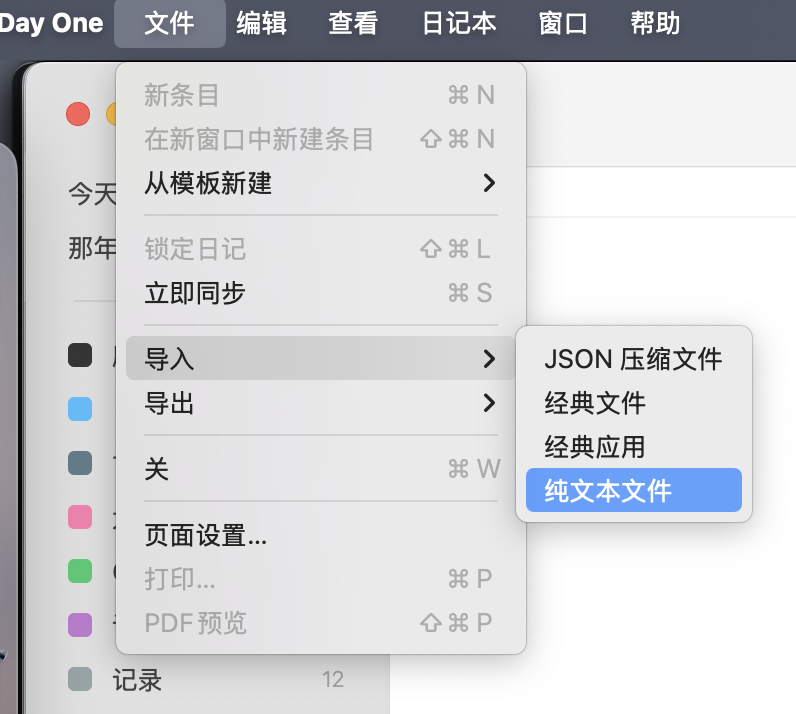 Day One 文件 编辑 查看 日记本 窗口 帮助
新条目 ⌘ N
在新窗口中新建条目 ⇧ ⌘ N
从模板新建
今天
锁定日记 ⇧ ⌘ L
那年
立即同步 ⌘ S
导入
JSON 压缩文件
导出
经典文件
经典应用
关 ⌘ W
纯文本文件
页面设置...
打印... ⌘ P
PDF 预览 ⇧ ⌘ P
记录 12